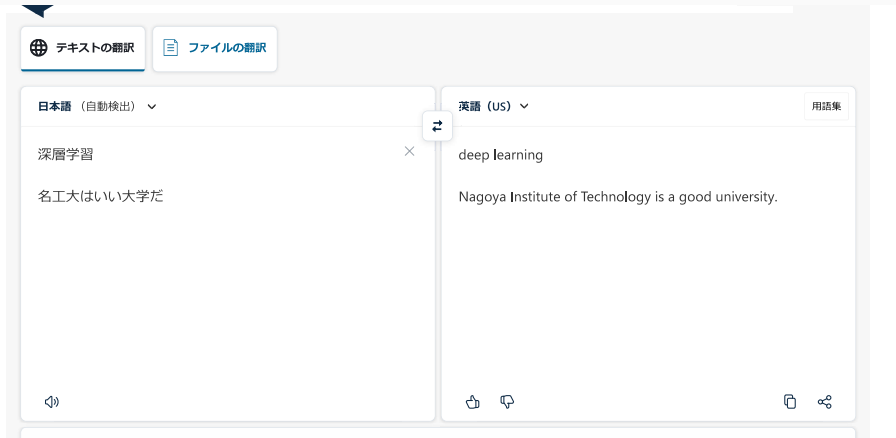 テキストの翻訳
ファイルの翻訳
日本語 (自動検出)
英語 (US)
用語集
深層学習
名工大はいい大学だ
deep learning
Nagoya Institute of Technology is a good university.